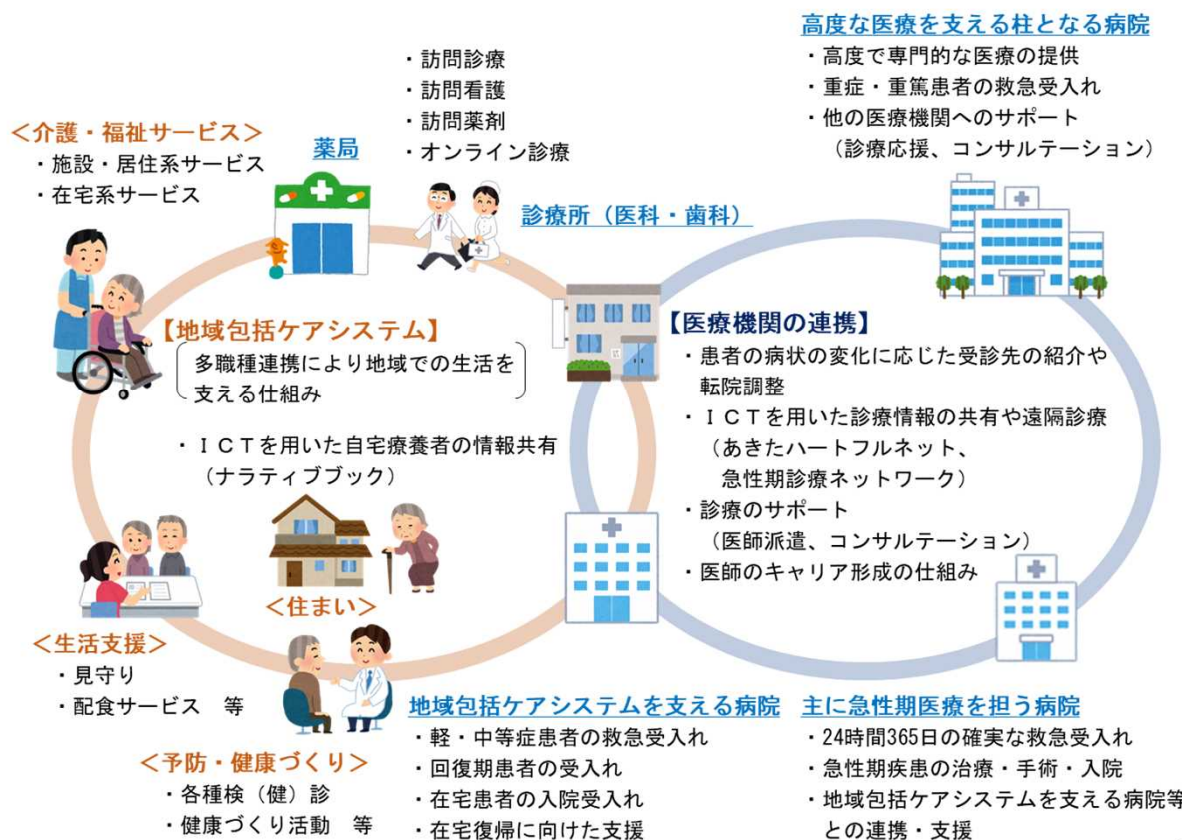 高度な医療を支える柱となる病院
・高度で専門的な医療の提供
・重症・重篤患者の救急受入れ
・他の医療機関へのサポート
（診療応援、コンサルテーション）
・訪問診療
・訪問看護
・訪問薬剤
・オンライン診療
＜介護・福祉サービス＞
・施設・居住系サービス
・在宅系サービス
薬局
診療所（医科・歯科）
【地域包括ケアシステム】
多職種連携により地域での生活を
支える仕組み
・ＩＣＴを用いた自宅療養者の情報共有
（ナラティブブック）
【医療機関の連携】
・患者の病状の変化に応じた受診先の紹介や
転院調整
・ＩＣＴを用いた診療情報の共有や遠隔診療
（あきたハートフルネット、
急性期診療ネットワーク）
・診療のサポート
（医師派遣、コンサルテーション）
・医師のキャリア形成の仕組み
＜住まい＞
＜生活支援＞
・見守り
・配食サービス　等
＜予防・健康づくり＞
・各種検（健）診
・健康づくり活動　等
地域包括ケアシステムを支える病院
・軽・中等症患者の救急受入れ
・回復期患者の受入れ
・在宅患者の入院受入れ
・在宅復帰に向けた支援
主に急性期医療を担う病院
・24時間365日の確実な救急受入れ
・急性期疾患の治療・手術・入院
・地域包括ケアシステムを支える病院等
との連携・支援